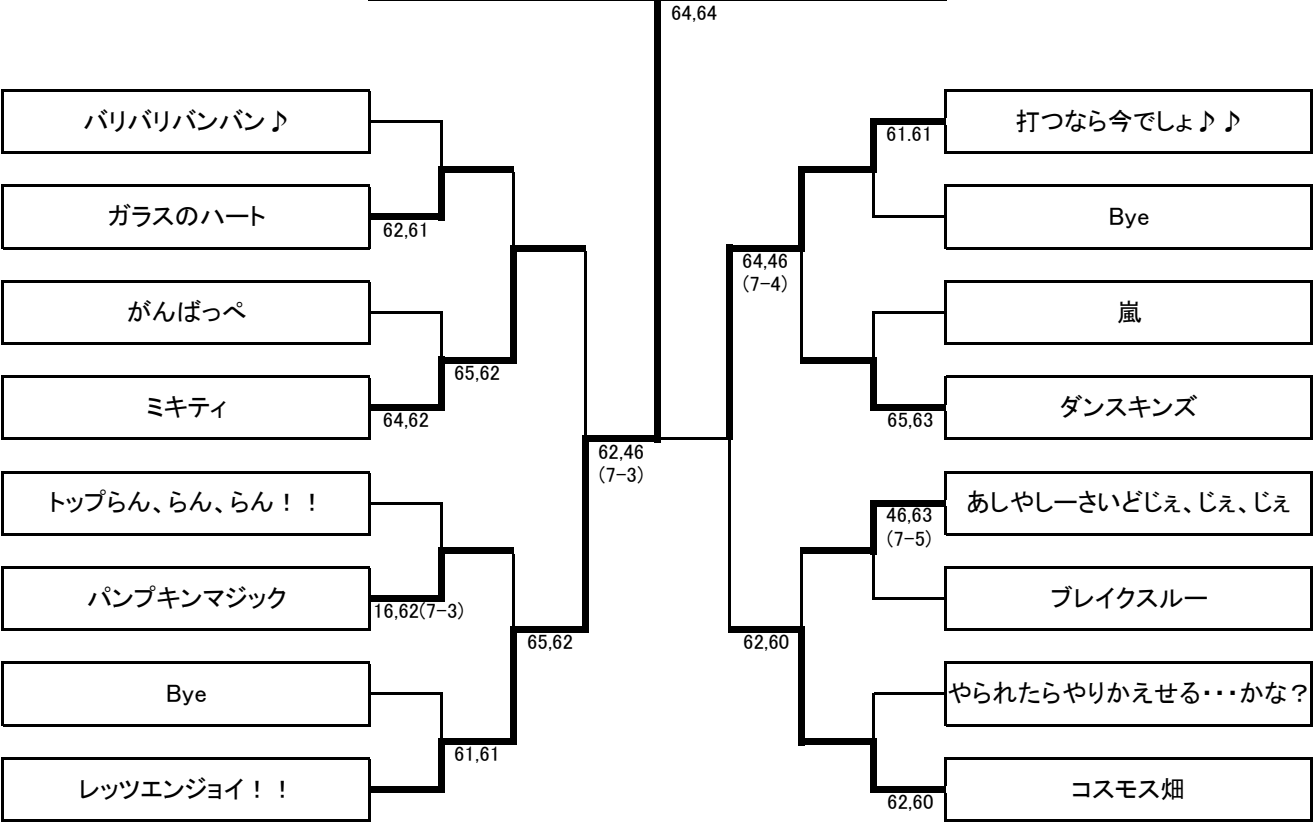 64,64
バリバリバンバン♪
ガラスのハート
62,61
がんばっぺ
ミキティ
64,62
65,62
トップらん、らん、らん！！
パンプキンマジック
16,62(7-3)
Bye
レッツエンジョイ！！
61,61
65,62
62,46
(7-3)
打つなら今でしょ♪♪
61.61
Bye
64,46
(7-4)
嵐
ダンスキンズ
65,63
あしやしーさいどじぇ、じぇ、じぇ
46,63
(7-5)
ブレイクスルー
62,60
やられたらやりかえせる・・・かな？
コスモス畑
62,60